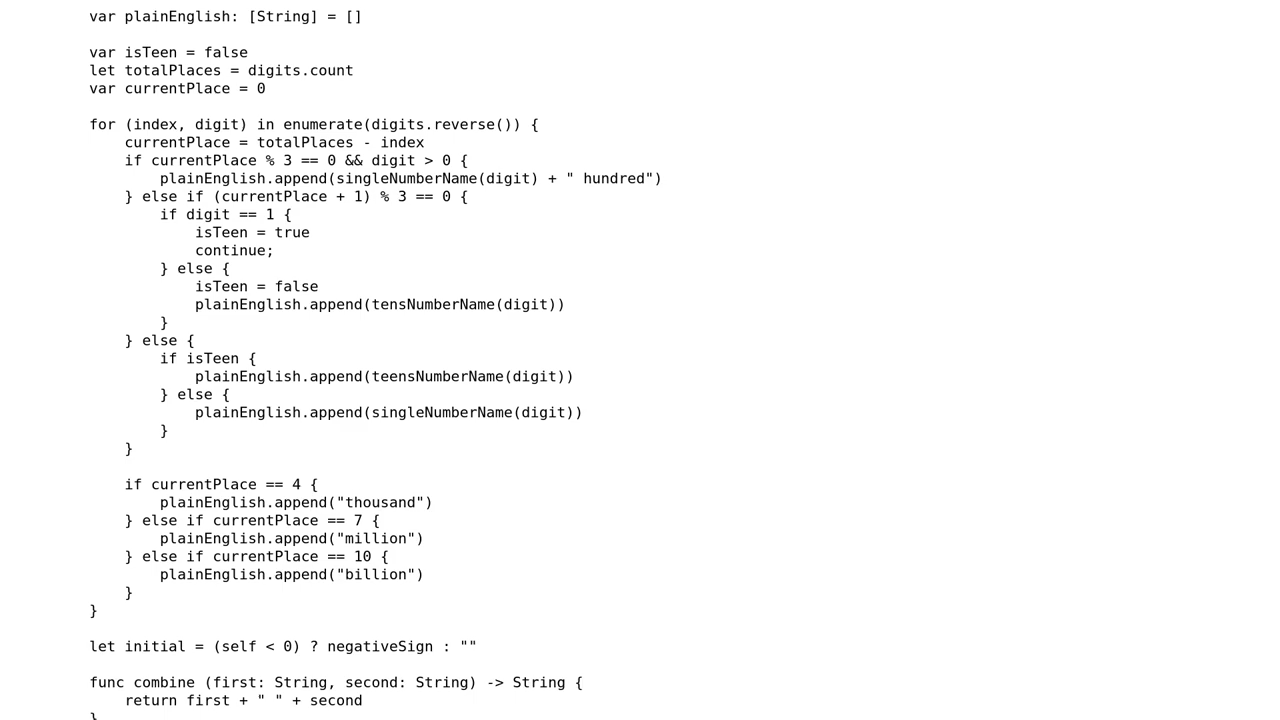 var plainEnglish: [String] = []
var isTeen = false
let totalPlaces = digits.count
var currentPlace = 0
for (index, digit) in enumerate(digits.reverse()) {
    currentPlace = totalPlaces - index
    if currentPlace % 3 == 0 && digit > 0 {
        plainEnglish.append(singleNumberName(digit) + " hundred")
    } else if (currentPlace + 1) % 3 == 0 {
        if digit == 1 {
            isTeen = true
            continue;
        } else {
            isTeen = false
            plainEnglish.append(tensNumberName(digit))
        }
    } else {
        if isTeen {
            plainEnglish.append(teensNumberName(digit))
        } else {
            plainEnglish.append(singleNumberName(digit))
        }
    }
    if currentPlace == 4 {
        plainEnglish.append("thousand")
    } else if currentPlace == 7 {
        plainEnglish.append("million")
    } else if currentPlace == 10 {
        plainEnglish.append("billion")
    }
}
let initial = (self < 0) ? negativeSign : ""
func combine (first: String, second: String) -> String {
    return first + " " + second
}